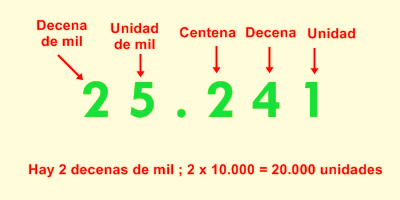 Decena de mil
Unidad de mil
Centena
Decena
Unidad
25.241
Hay 2 decenas de mil ; 2 x 10.000 = 20.000 unidades